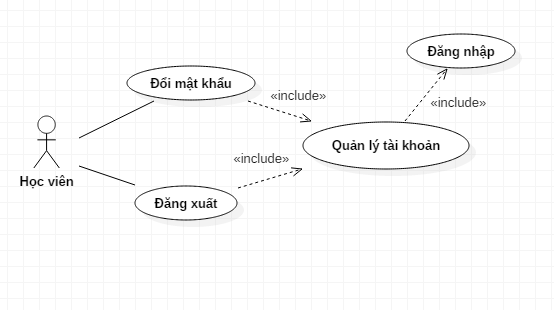 Đăng nhập
Đổi mật khẩu
«include»
«include»
Quản lý tài khoản
«include»
Học viên
Đăng xuất